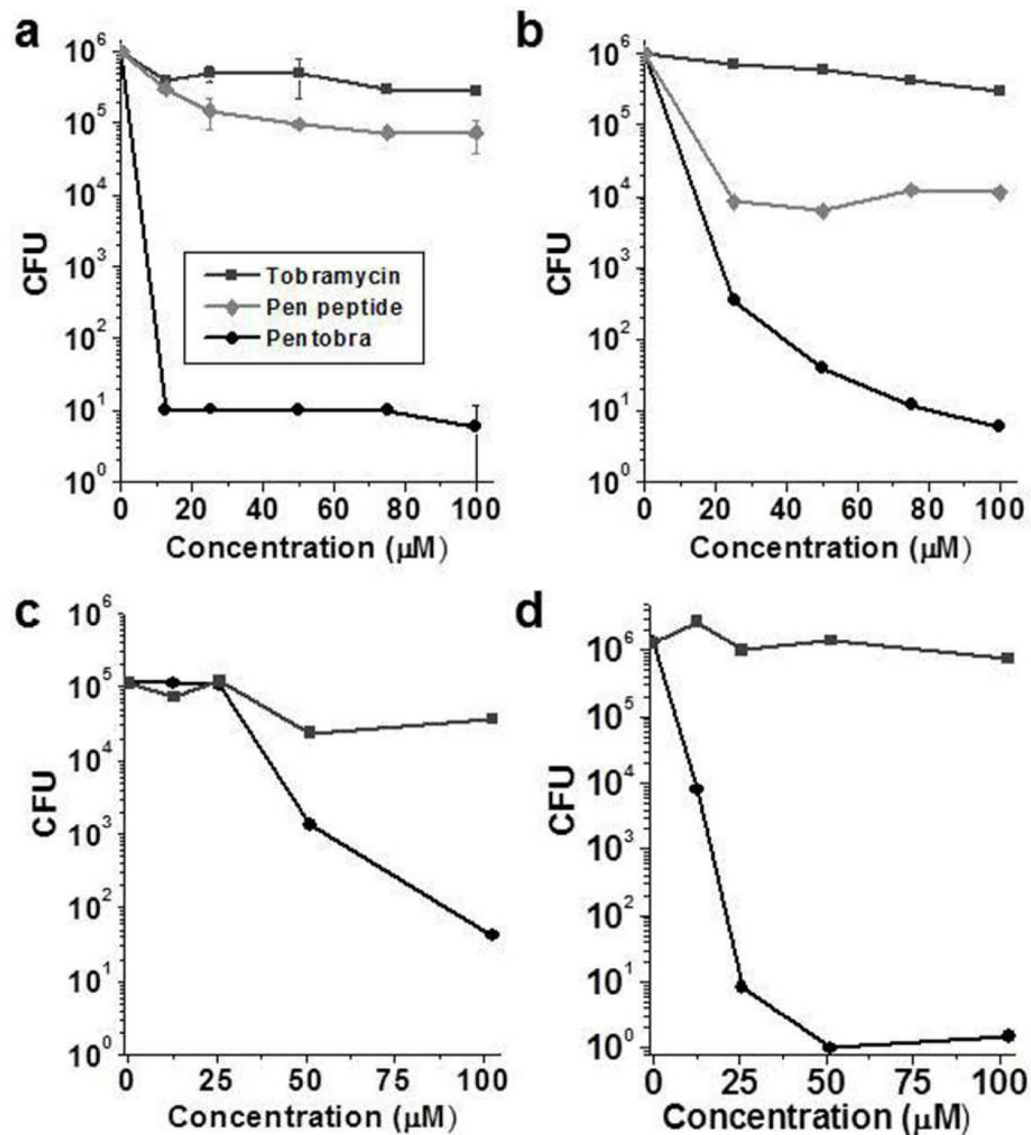 a
b
10⁶
10⁵
10⁴
10³
10²
10¹
10⁰
CFU
Tobramycin
Pen peptide
Pentobra
0 20 40 60 80 100
Concentration (μM)
10⁶
10⁵
10⁴
10³
10²
10¹
10⁰
CFU
0 20 40 60 80 100
Concentration (μM)
c
d
10⁶
10⁵
10⁴
10³
10²
10¹
10⁰
CFU
0 25 50 75 100
Concentration (μM)
10⁶
10⁵
10⁴
10³
10²
10¹
10⁰
CFU
0 25 50 75 100
Concentration (μM)